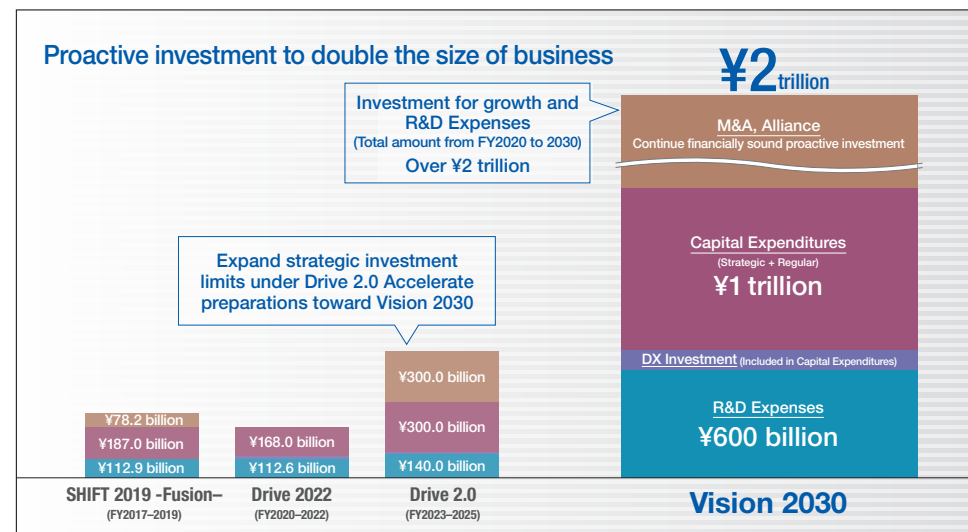 Proactive investment to double the size of business
¥2 trillion
Investment for growth and
R&D Expenses
(Total amount from FY2020 to 2030)
Over ¥2 trillion
M&A, Alliance
Continue financially sound proactive investment
Capital Expenditures
(Strategic + Regular)
¥1 trillion
Expand strategic investment
limits under Drive 2.0 Accelerate
preparations toward Vision 2030
DX Investment (Included in Capital Expenditures)
R&D Expenses
¥600 billion
¥78.2 billion
¥187.0 billion
¥112.9 billion
¥168.0 billion
¥112.6 billion
¥300.0 billion
¥300.0 billion
¥140.0 billion
SHIFT 2019 -Fusion–
(FY2017–2019)
Drive 2022
(FY2020–2022)
Drive 2.0
(FY2023–2025)
Vision 2030